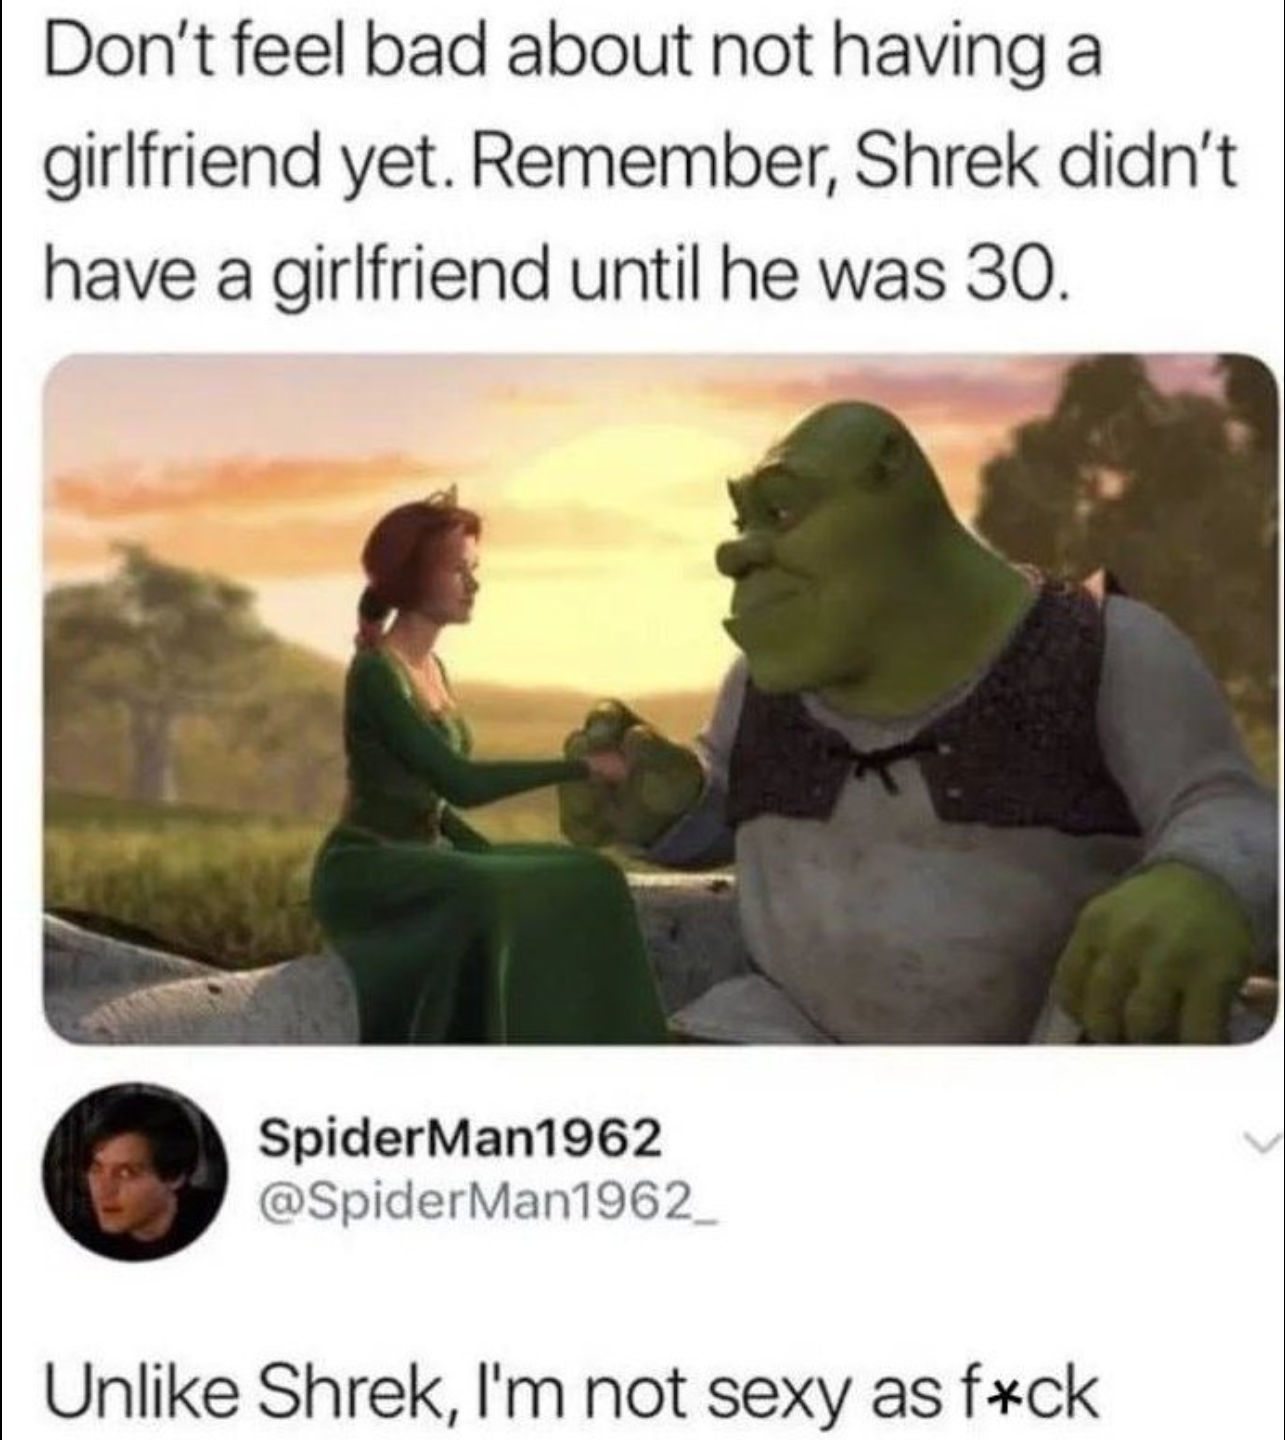 Don't feel bad about not having a
girlfriend yet. Remember, Shrek didn't
have a girlfriend until he was 30.
SpiderMan1962
@SpiderMan1962_
Unlike Shrek, I'm not sexy as f*ck